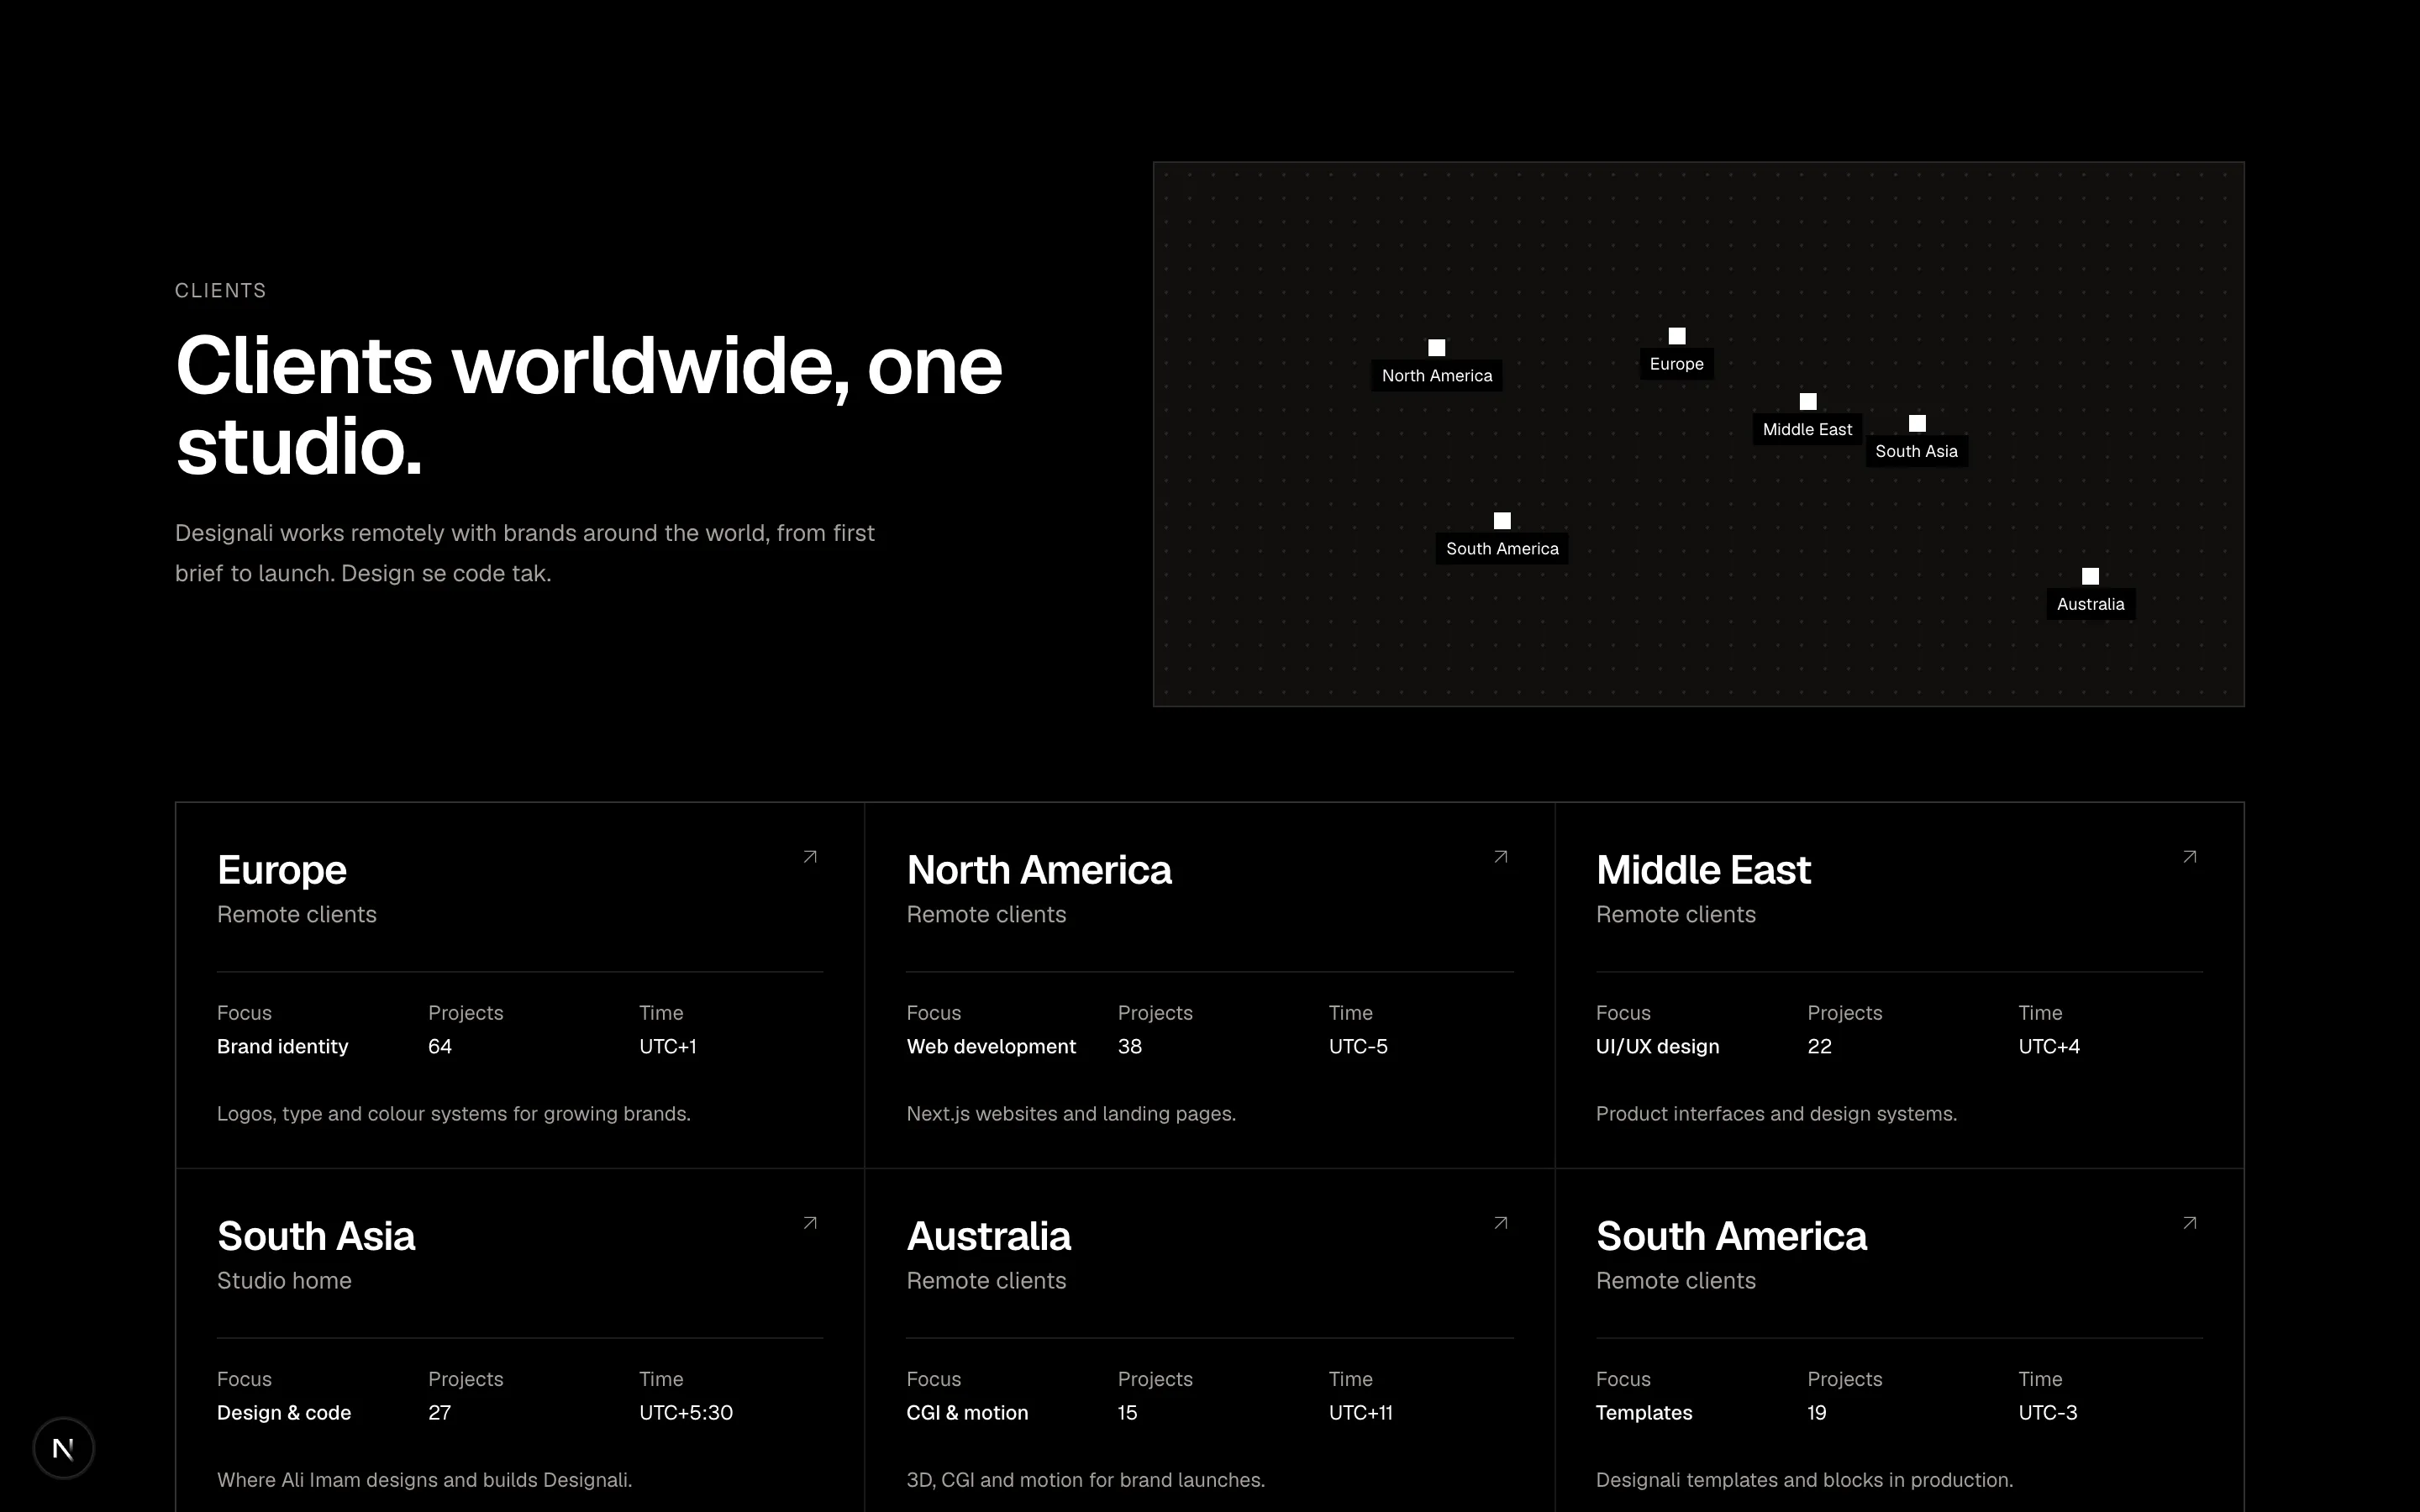 CLIENTS
Clients worldwide, one
studio.
Designali works remotely with brands around the world, from first
brief to launch. Design se code tak.
North America
Europe
Middle East
South Asia
South America
Australia
Europe
Remote clients
Focus
Projects
Time
Brand identity
64
UTC+1
Logos, type and colour systems for growing brands.
North America
Remote clients
Focus
Projects
Time
Web development
38
UTC-5
Next.js websites and landing pages.
Middle East
Remote clients
Focus
Projects
Time
UI/UX design
22
UTC+4
Product interfaces and design systems.
South Asia
Studio home
Focus
Projects
Time
Design & code
27
UTC+5:30
Where Ali Imam designs and builds Designali.
Australia
Remote clients
Focus
Projects
Time
CGI & motion
15
UTC+11
3D, CGI and motion for brand launches.
South America
Remote clients
Focus
Projects
Time
Templates
19
UTC-3
Designali templates and blocks in production.
N